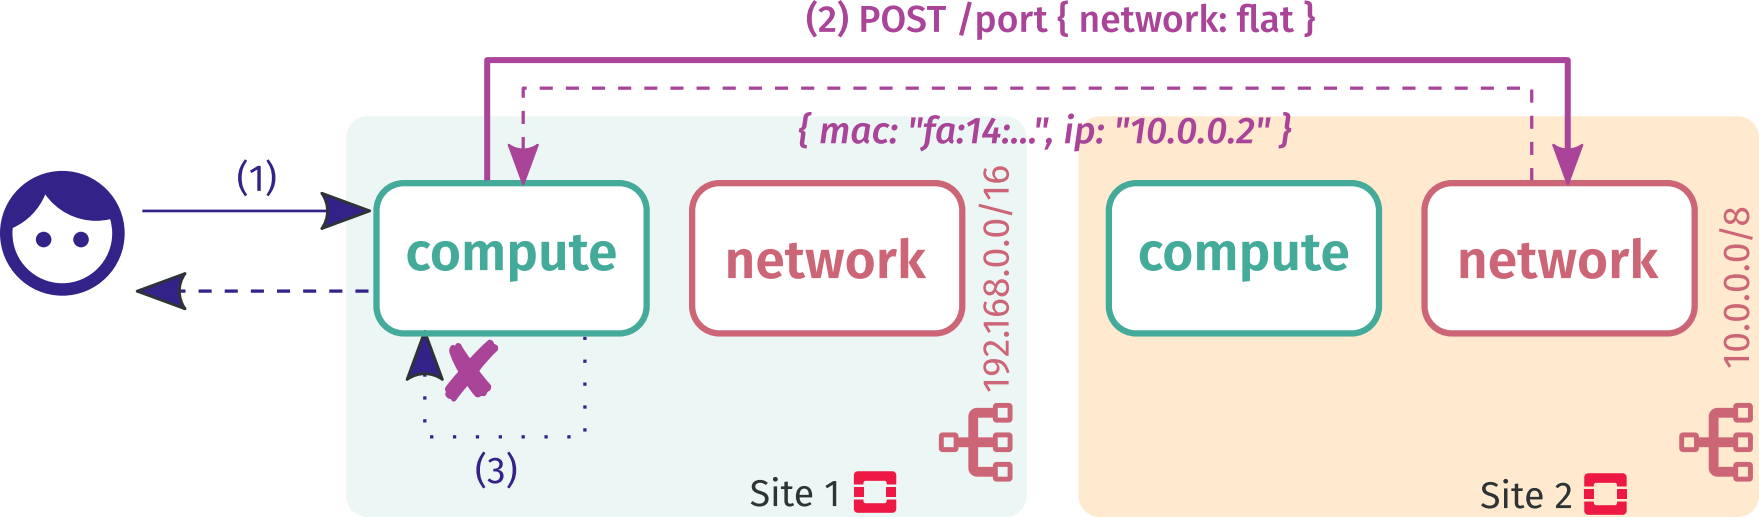 (2) POST /port { network: flat }
{ mac: "fa:14:...", ip: "10.0.0.2" }
(1)
compute
network
192.168.0.0/16
compute
network
10.0.0.0/8
(3)
Site 1
Site 2